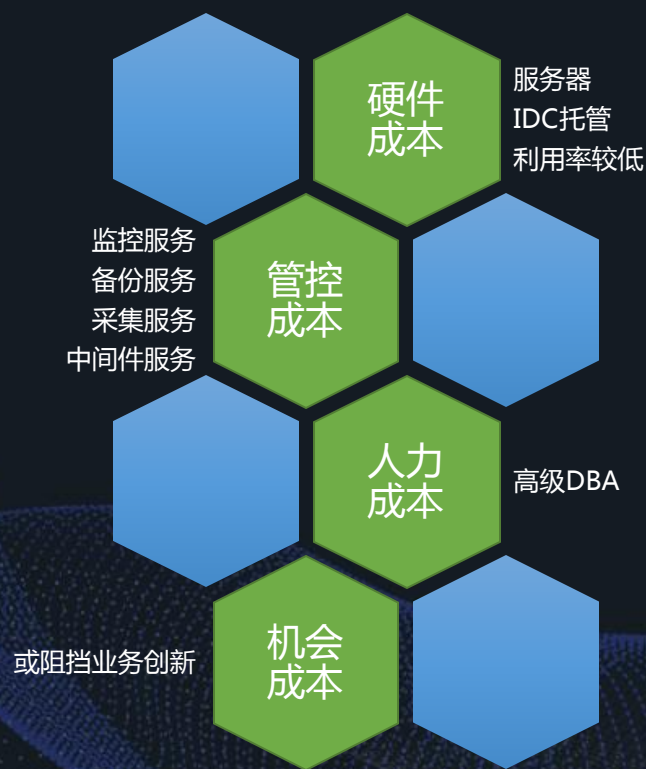 硬件
成本
服务器
IDC托管
利用率较低
监控服务
备份服务
采集服务
中间件服务
管控
成本
人力
成本
高级DBA
或阻挡业务创新
机会
成本